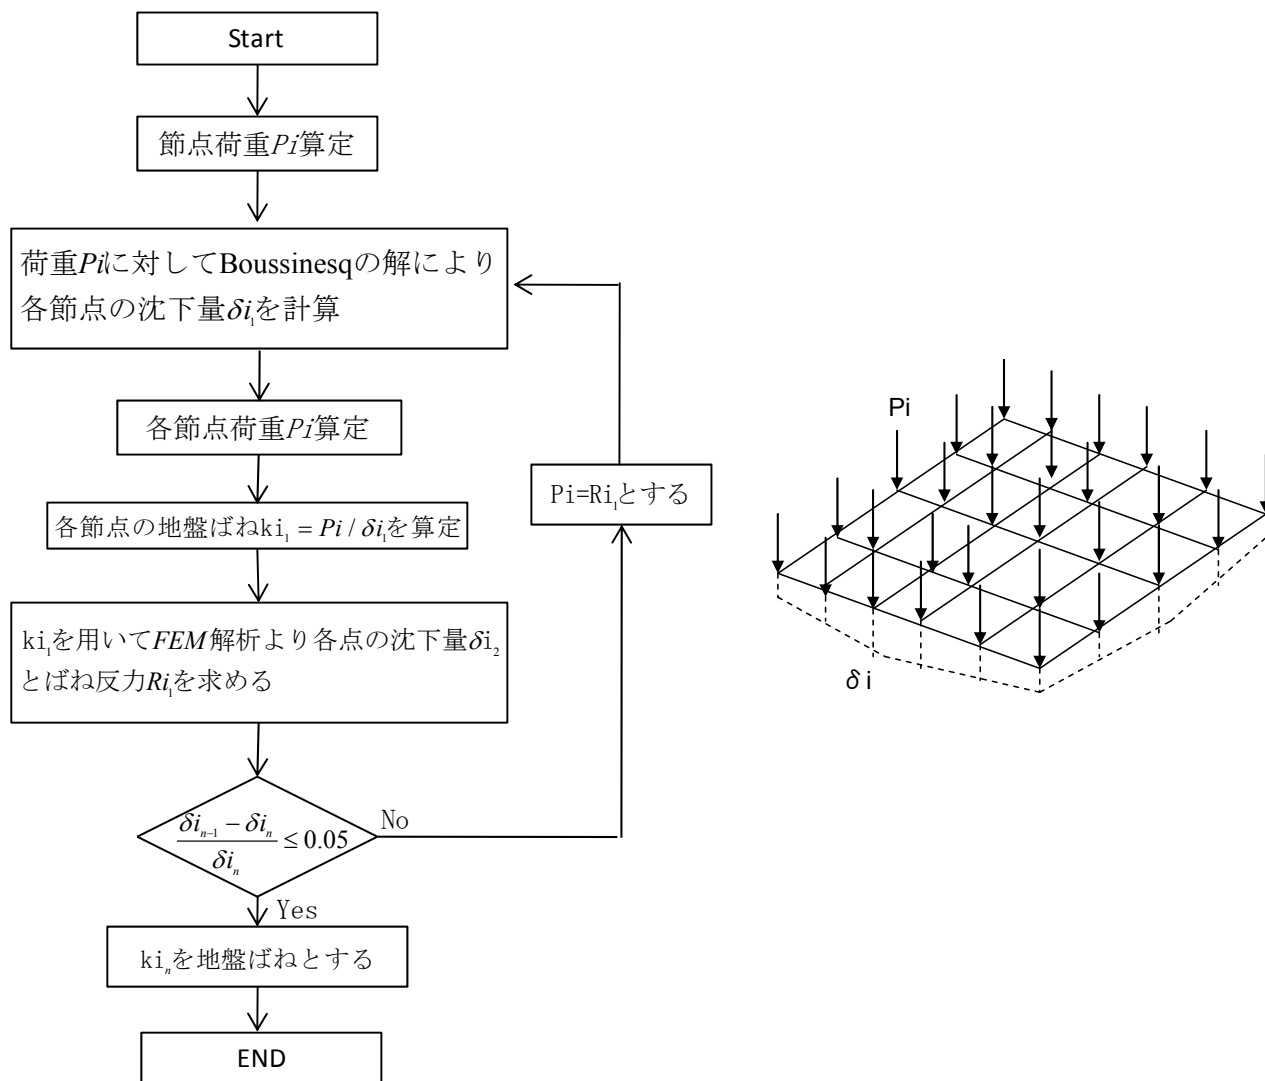 Start
節点荷重Pi算定
荷重Piに対してBoussinesqの解により
各節点の沈下量δi₁を計算
各節点荷重Pi算定
各節点の地盤ばねki₁ = Pi / δi₁を算定
ki₁を用いてFEM解析より各点の沈下量δi₂
とばね反力Ri₁を求める
(δiₙ₋₁ − δiₙ) / δiₙ ≤ 0.05
No
Pi=Ri₁とする
Yes
kiₙを地盤ばねとする
END
Pi
δi